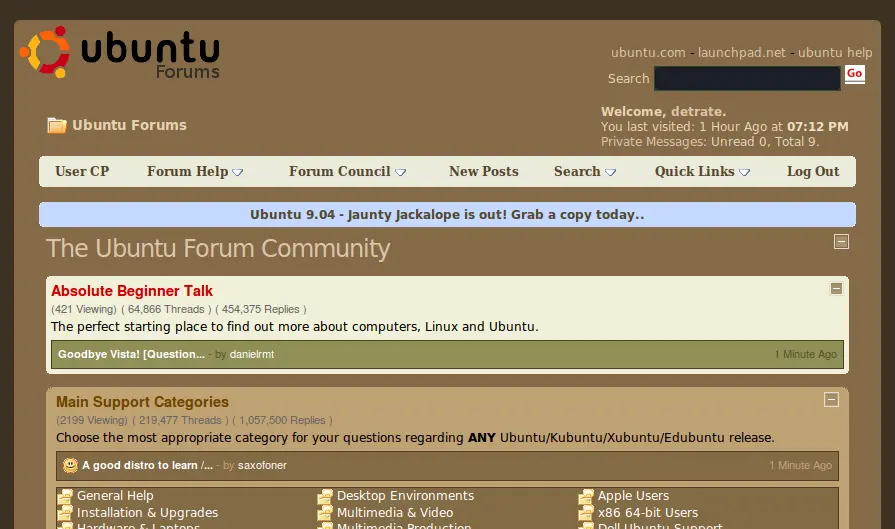 ubuntu
Forums
ubuntu.com - launchpad.net - ubuntu help
Search Go
Ubuntu Forums
Welcome, detrate.
You last visited: 1 Hour Ago at 07:12 PM
Private Messages: Unread 0, Total 9.
User CP Forum Help Forum Council New Posts Search Quick Links Log Out
Ubuntu 9.04 - Jaunty Jackalope is out! Grab a copy today..
The Ubuntu Forum Community
Absolute Beginner Talk
(421 Viewing) ( 64,866 Threads ) ( 454,375 Replies )
The perfect starting place to find out more about computers, Linux and Ubuntu.
Goodbye Vista! [Question... - by danielrmt 1 Minute Ago
Main Support Categories
(2199 Viewing) ( 219,477 Threads ) ( 1,057,500 Replies )
Choose the most appropriate category for your questions regarding ANY Ubuntu/Kubuntu/Xubuntu/Edubuntu release.
A good distro to learn /... - by saxofoner 1 Minute Ago
General Help Desktop Environments Apple Users
Installation & Upgrades Multimedia & Video x86 64-bit Users
Hardware & Laptops Multimedia Production Dell Ubuntu Support